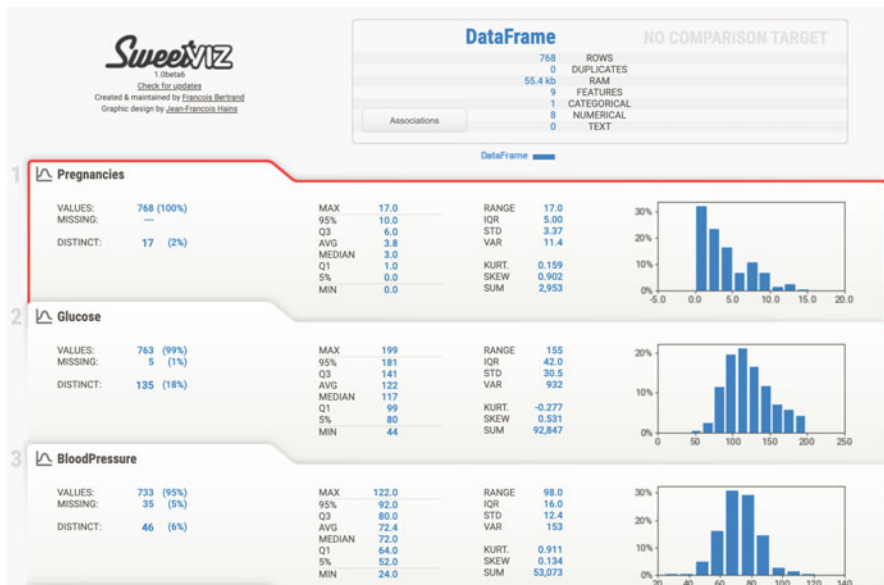 SweetVIZ
1.0beta6
Check for updates
Created & maintained by Francois Bertrand
Graphic design by Jean-Francois Hains
DataFrame NO COMPARISON TARGET
768 ROWS
0 DUPLICATES
55.4 kb RAM
9 FEATURES
1 CATEGORICAL
8 NUMERICAL
0 TEXT
Associations
DataFrame
1 Pregnancies
VALUES: 768 (100%)
MISSING: ---
DISTINCT: 17 (2%)
MAX 17.0
95% 10.0
Q3 6.0
AVG 3.8
MEDIAN 3.0
Q1 1.0
5% 0.0
MIN 0.0
RANGE 17.0
IQR 5.00
STD 3.37
VAR 11.4
KURT. 0.159
SKEW 0.902
SUM 2,953
30%
20%
10%
0%
-5.0 0.0 5.0 10.0 15.0 20.0
2 Glucose
VALUES: 763 (99%)
MISSING: 5 (1%)
DISTINCT: 135 (18%)
MAX 199
95% 181
Q3 141
AVG 122
MEDIAN 117
Q1 99
5% 80
MIN 44
RANGE 155
IQR 42.0
STD 30.5
VAR 932
KURT. -0.277
SKEW 0.531
SUM 92,847
20%
10%
0%
0 50 100 150 200 250
3 BloodPressure
VALUES: 733 (95%)
MISSING: 35 (5%)
DISTINCT: 46 (6%)
MAX 122.0
95% 92.0
Q3 80.0
AVG 72.4
MEDIAN 72.0
Q1 64.0
5% 52.0
MIN 24.0
RANGE 98.0
IQR 16.0
STD 12.4
VAR 153
KURT. 0.911
SKEW 0.134
SUM 53,073
30%
20%
10%
0%
20 40 60 80 100 120 140